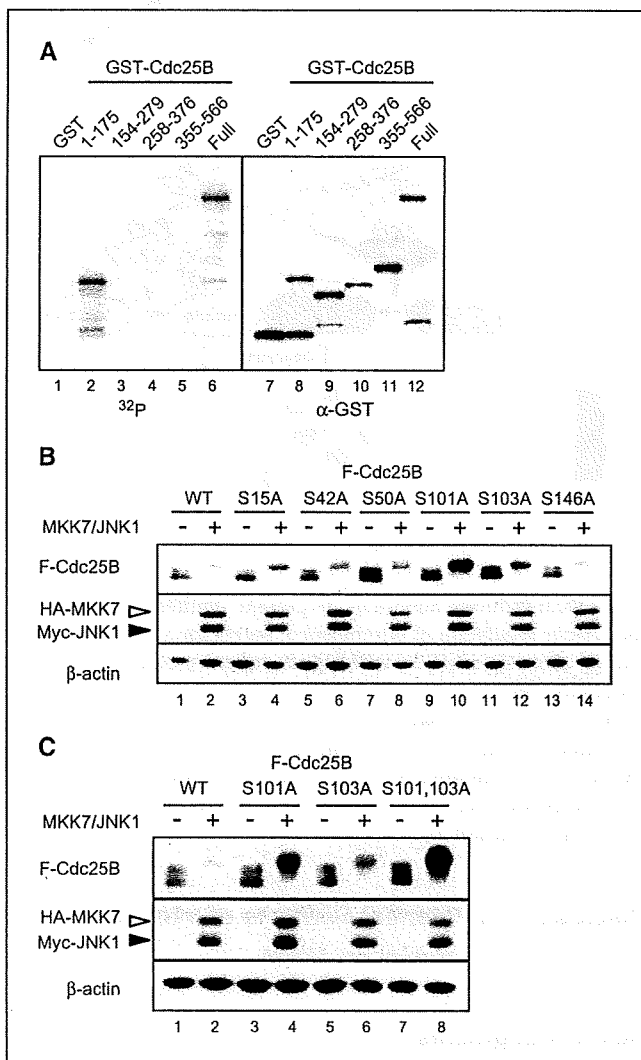 A
GST-Cdc25B GST-Cdc25B
GST 1-175 154-279 258-376 355-566 Full GST 1-175 154-279 258-376 355-566 Full
1 2 3 4 5 6 7 8 9 10 11 12
32P α-GST
B
F-Cdc25B
WT S15A S42A S50A S101A S103A S146A
MKK7/JNK1 - + - + - + - + - + - + - +
F-Cdc25B
HA-MKK7
Myc-JNK1
β-actin
1 2 3 4 5 6 7 8 9 10 11 12 13 14
C
F-Cdc25B
WT S101A S103A S101,103A
MKK7/JNK1 - + - + - + - +
F-Cdc25B
HA-MKK7
Myc-JNK1
β-actin
1 2 3 4 5 6 7 8